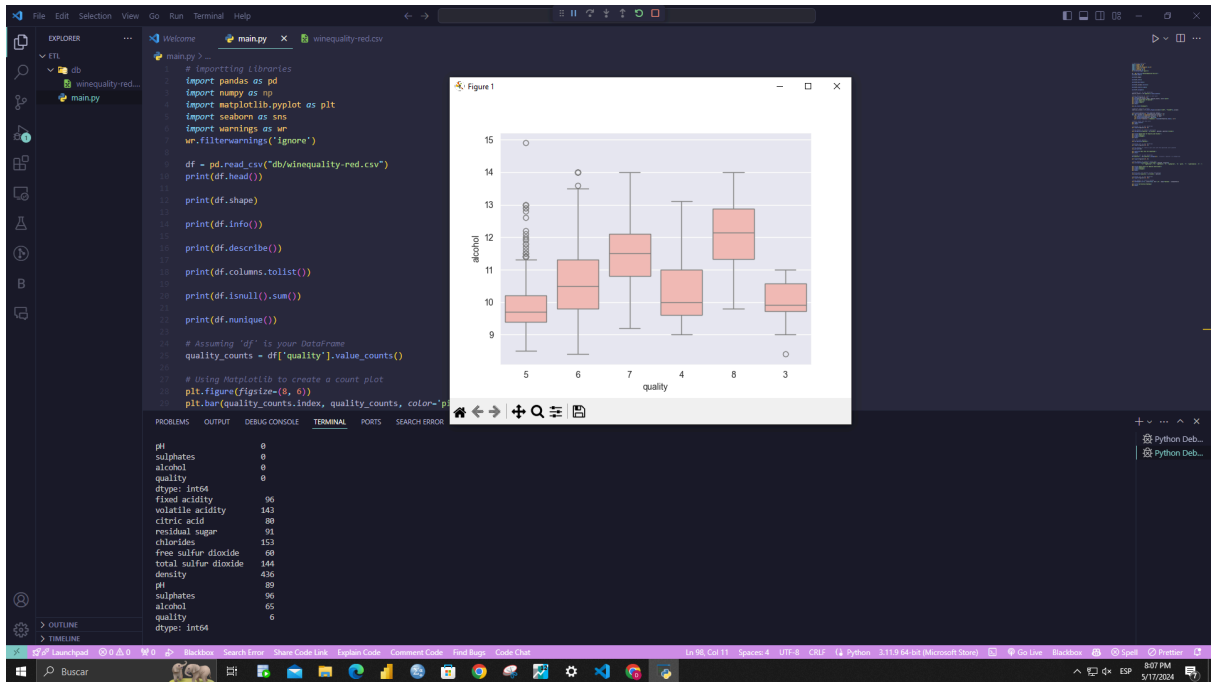 File Edit Selection View Go Run Terminal Help
EXPLORER
ETL
db
winequality-red....
main.py
Welcome
main.py
winequality-red.csv
main.py > ...
1 # importting Libraries
import pandas as pd
import numpy as np
import matplotlib.pyplot as plt
import seaborn as sns
import warnings as wr
wr.filterwarnings('ignore')
df = pd.read_csv("db/winequality-red.csv")
print(df.head())
print(df.shape)
print(df.info())
print(df.describe())
print(df.columns.tolist())
print(df.isnull().sum())
print(df.nunique())
# Assuming 'df' is your DataFrame
quality_counts = df['quality'].value_counts()
# Using Matplotlib to create a count plot
plt.figure(figsize=(8, 6))
plt.bar(quality_counts.index, quality_counts, color='pi
Figure 1
15
14
13
12
11
10
9
alcohol
5 6 7 4 8 3
quality
PROBLEMS OUTPUT DEBUG CONSOLE TERMINAL PORTS SEARCH ERROR
Python Deb...
Python Deb...
pH 0
sulphates 0
alcohol 0
quality 0
dtype: int64
fixed acidity 96
volatile acidity 143
citric acid 80
residual sugar 91
chlorides 153
free sulfur dioxide 60
total sulfur dioxide 144
density 436
pH 89
sulphates 96
alcohol 65
quality 6
dtype: int64
OUTLINE
TIMELINE
Launchpad 0 0 0 Blackbox Search Error Share Code Link Explain Code Comment Code Find Bugs Code Chat
Ln 98, Col 11 Spaces: 4 UTF-8 CRLF Python 3.11.9 64-bit (Microsoft Store) Go Live Blackbox Spell Prettier
Buscar
ESP
8:07 PM
5/17/2024